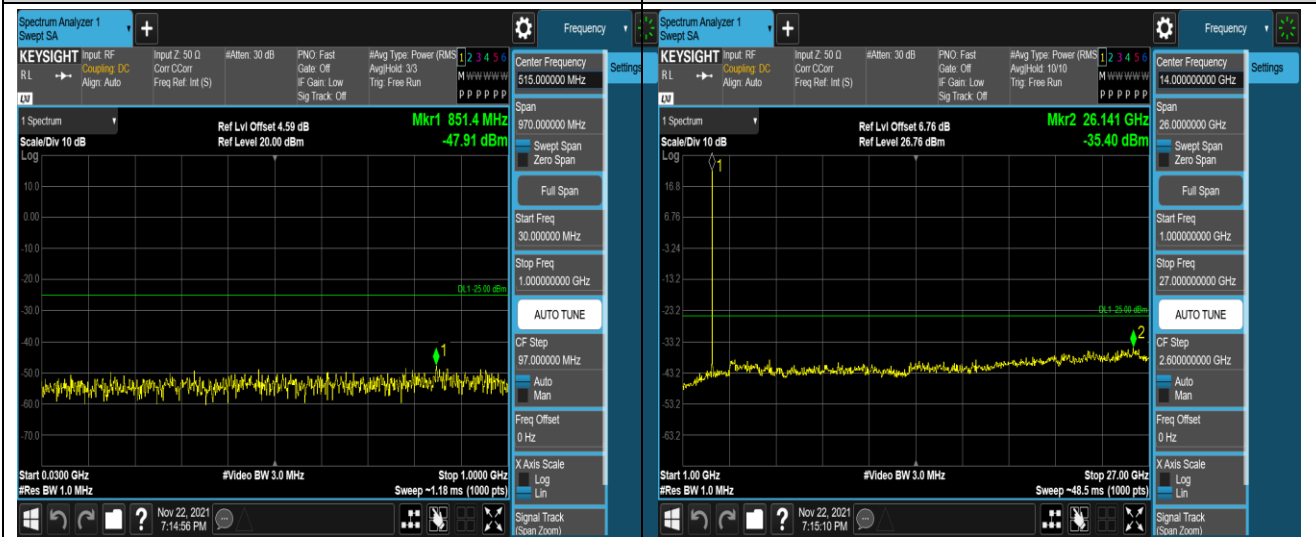 Spectrum Analyzer 1
Swept SA
+
Frequency
KEYSIGHT
RL
LXI
Input: RF
Coupling: DC
Align: Auto
Input Z: 50 Ω
Corr CCorr
Freq Ref: Int (S)
#Atten: 30 dB
PNO: Fast
Gate: Off
IF Gain: Low
Sig Track: Off
#Avg Type: Power (RMS
Avg|Hold: 3/3
Trig: Free Run
1 2 3 4 5 6
M W W W W W
P P P P P P
1 Spectrum
Scale/Div 10 dB
Log
Ref Lvl Offset 4.59 dB
Ref Level 20.00 dBm
Mkr1 851.4 MHz
-47.91 dBm
10.0
0.00
-10.0
-20.0
-30.0
-40.0
-50.0
-60.0
-70.0
DL1 -25.00 dBm
1
Start 0.0300 GHz
#Res BW 1.0 MHz
#Video BW 3.0 MHz
Stop 1.0000 GHz
Sweep ~1.18 ms (1000 pts)
Nov 22, 2021
7:14:56 PM
Center Frequency
515.000000 MHz
Span
970.000000 MHz
Swept Span
Zero Span
Full Span
Start Freq
30.000000 MHz
Stop Freq
1.000000000 GHz
AUTO TUNE
CF Step
97.000000 MHz
Auto
Man
Freq Offset
0 Hz
X Axis Scale
Log
Lin
Signal Track
(Span Zoom)
Settings
Spectrum Analyzer 1
Swept SA
+
Frequency
KEYSIGHT
RL
LXI
Input: RF
Coupling: DC
Align: Auto
Input Z: 50 Ω
Corr CCorr
Freq Ref: Int (S)
#Atten: 30 dB
PNO: Fast
Gate: Off
IF Gain: Low
Sig Track: Off
#Avg Type: Power (RMS
Avg|Hold: 10/10
Trig: Free Run
1 2 3 4 5 6
M W W W W W
P P P P P P
1 Spectrum
Scale/Div 10 dB
Log
Ref Lvl Offset 6.76 dB
Ref Level 26.76 dBm
Mkr2 26.141 GHz
-35.40 dBm
1
16.8
6.76
-3.24
-13.2
-23.2
-33.2
-43.2
-53.2
-63.2
DL1 -25.00 dBm
2
Start 1.00 GHz
#Res BW 1.0 MHz
#Video BW 3.0 MHz
Stop 27.00 GHz
Sweep ~48.5 ms (1000 pts)
Nov 22, 2021
7:15:10 PM
Center Frequency
14.000000000 GHz
Span
26.0000000 GHz
Swept Span
Zero Span
Full Span
Start Freq
1.000000000 GHz
Stop Freq
27.000000000 GHz
AUTO TUNE
CF Step
2.600000000 GHz
Auto
Man
Freq Offset
0 Hz
X Axis Scale
Log
Lin
Signal Track
(Span Zoom)
Settings